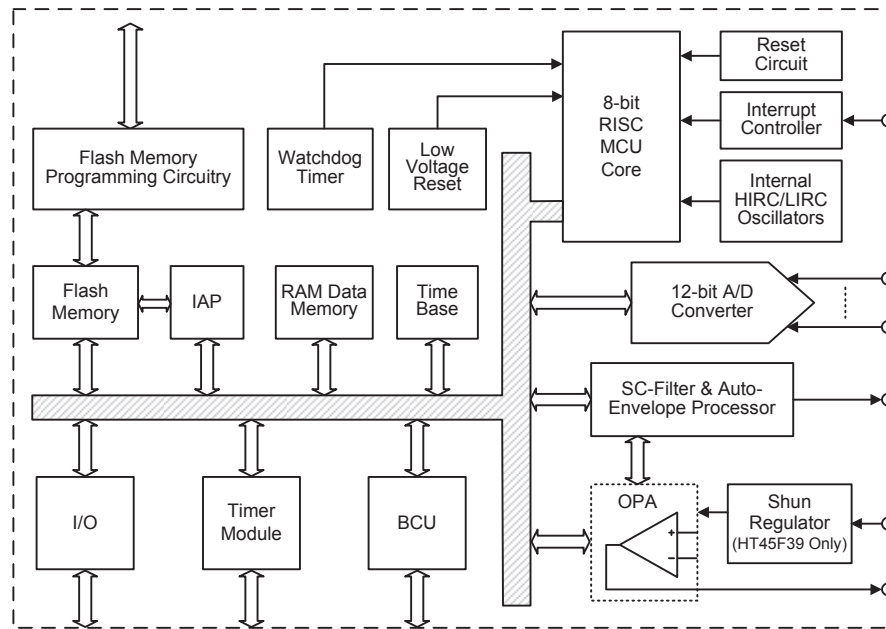 Flash Memory
Programming Circuitry
Watchdog
Timer
Low
Voltage
Reset
8-bit
RISC
MCU
Core
Reset
Circuit
Interrupt
Controller
Internal
HIRC/LIRC
Oscillators
Flash
Memory
IAP
RAM Data
Memory
Time
Base
12-bit A/D
Converter
SC-Filter & Auto-
Envelope Processor
I/O
Timer
Module
BCU
OPA
+
−
Shun
Regulator
(HT45F39 Only)